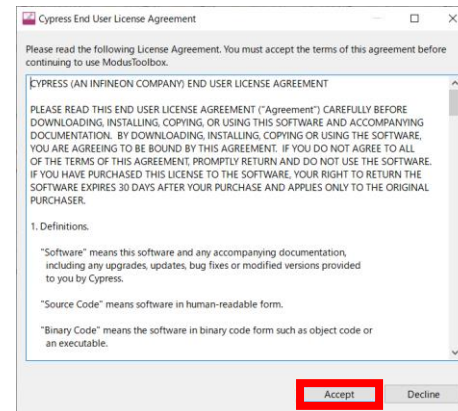 Cypress End User License Agreement
Please read the following License Agreement. You must accept the terms of this agreement before
continuing to use ModusToolbox.
CYPRESS (AN INFINEON COMPANY) END USER LICENSE AGREEMENT
PLEASE READ THIS END USER LICENSE AGREEMENT ("Agreement") CAREFULLY BEFORE
DOWNLOADING, INSTALLING, COPYING, OR USING THIS SOFTWARE AND ACCOMPANYING
DOCUMENTATION. BY DOWNLOADING, INSTALLING, COPYING OR USING THE SOFTWARE,
YOU ARE AGREEING TO BE BOUND BY THIS AGREEMENT. IF YOU DO NOT AGREE TO ALL
OF THE TERMS OF THIS AGREEMENT, PROMPTLY RETURN AND DO NOT USE THE SOFTWARE.
IF YOU HAVE PURCHASED THIS LICENSE TO THE SOFTWARE, YOUR RIGHT TO RETURN THE
SOFTWARE EXPIRES 30 DAYS AFTER YOUR PURCHASE AND APPLIES ONLY TO THE ORIGINAL
PURCHASER.
1. Definitions.
"Software" means this software and any accompanying documentation,
including any upgrades, updates, bug fixes or modified versions provided
to you by Cypress.
"Source Code" means software in human-readable form.
"Binary Code" means the software in binary code form such as object code or
an executable.
Accept Decline